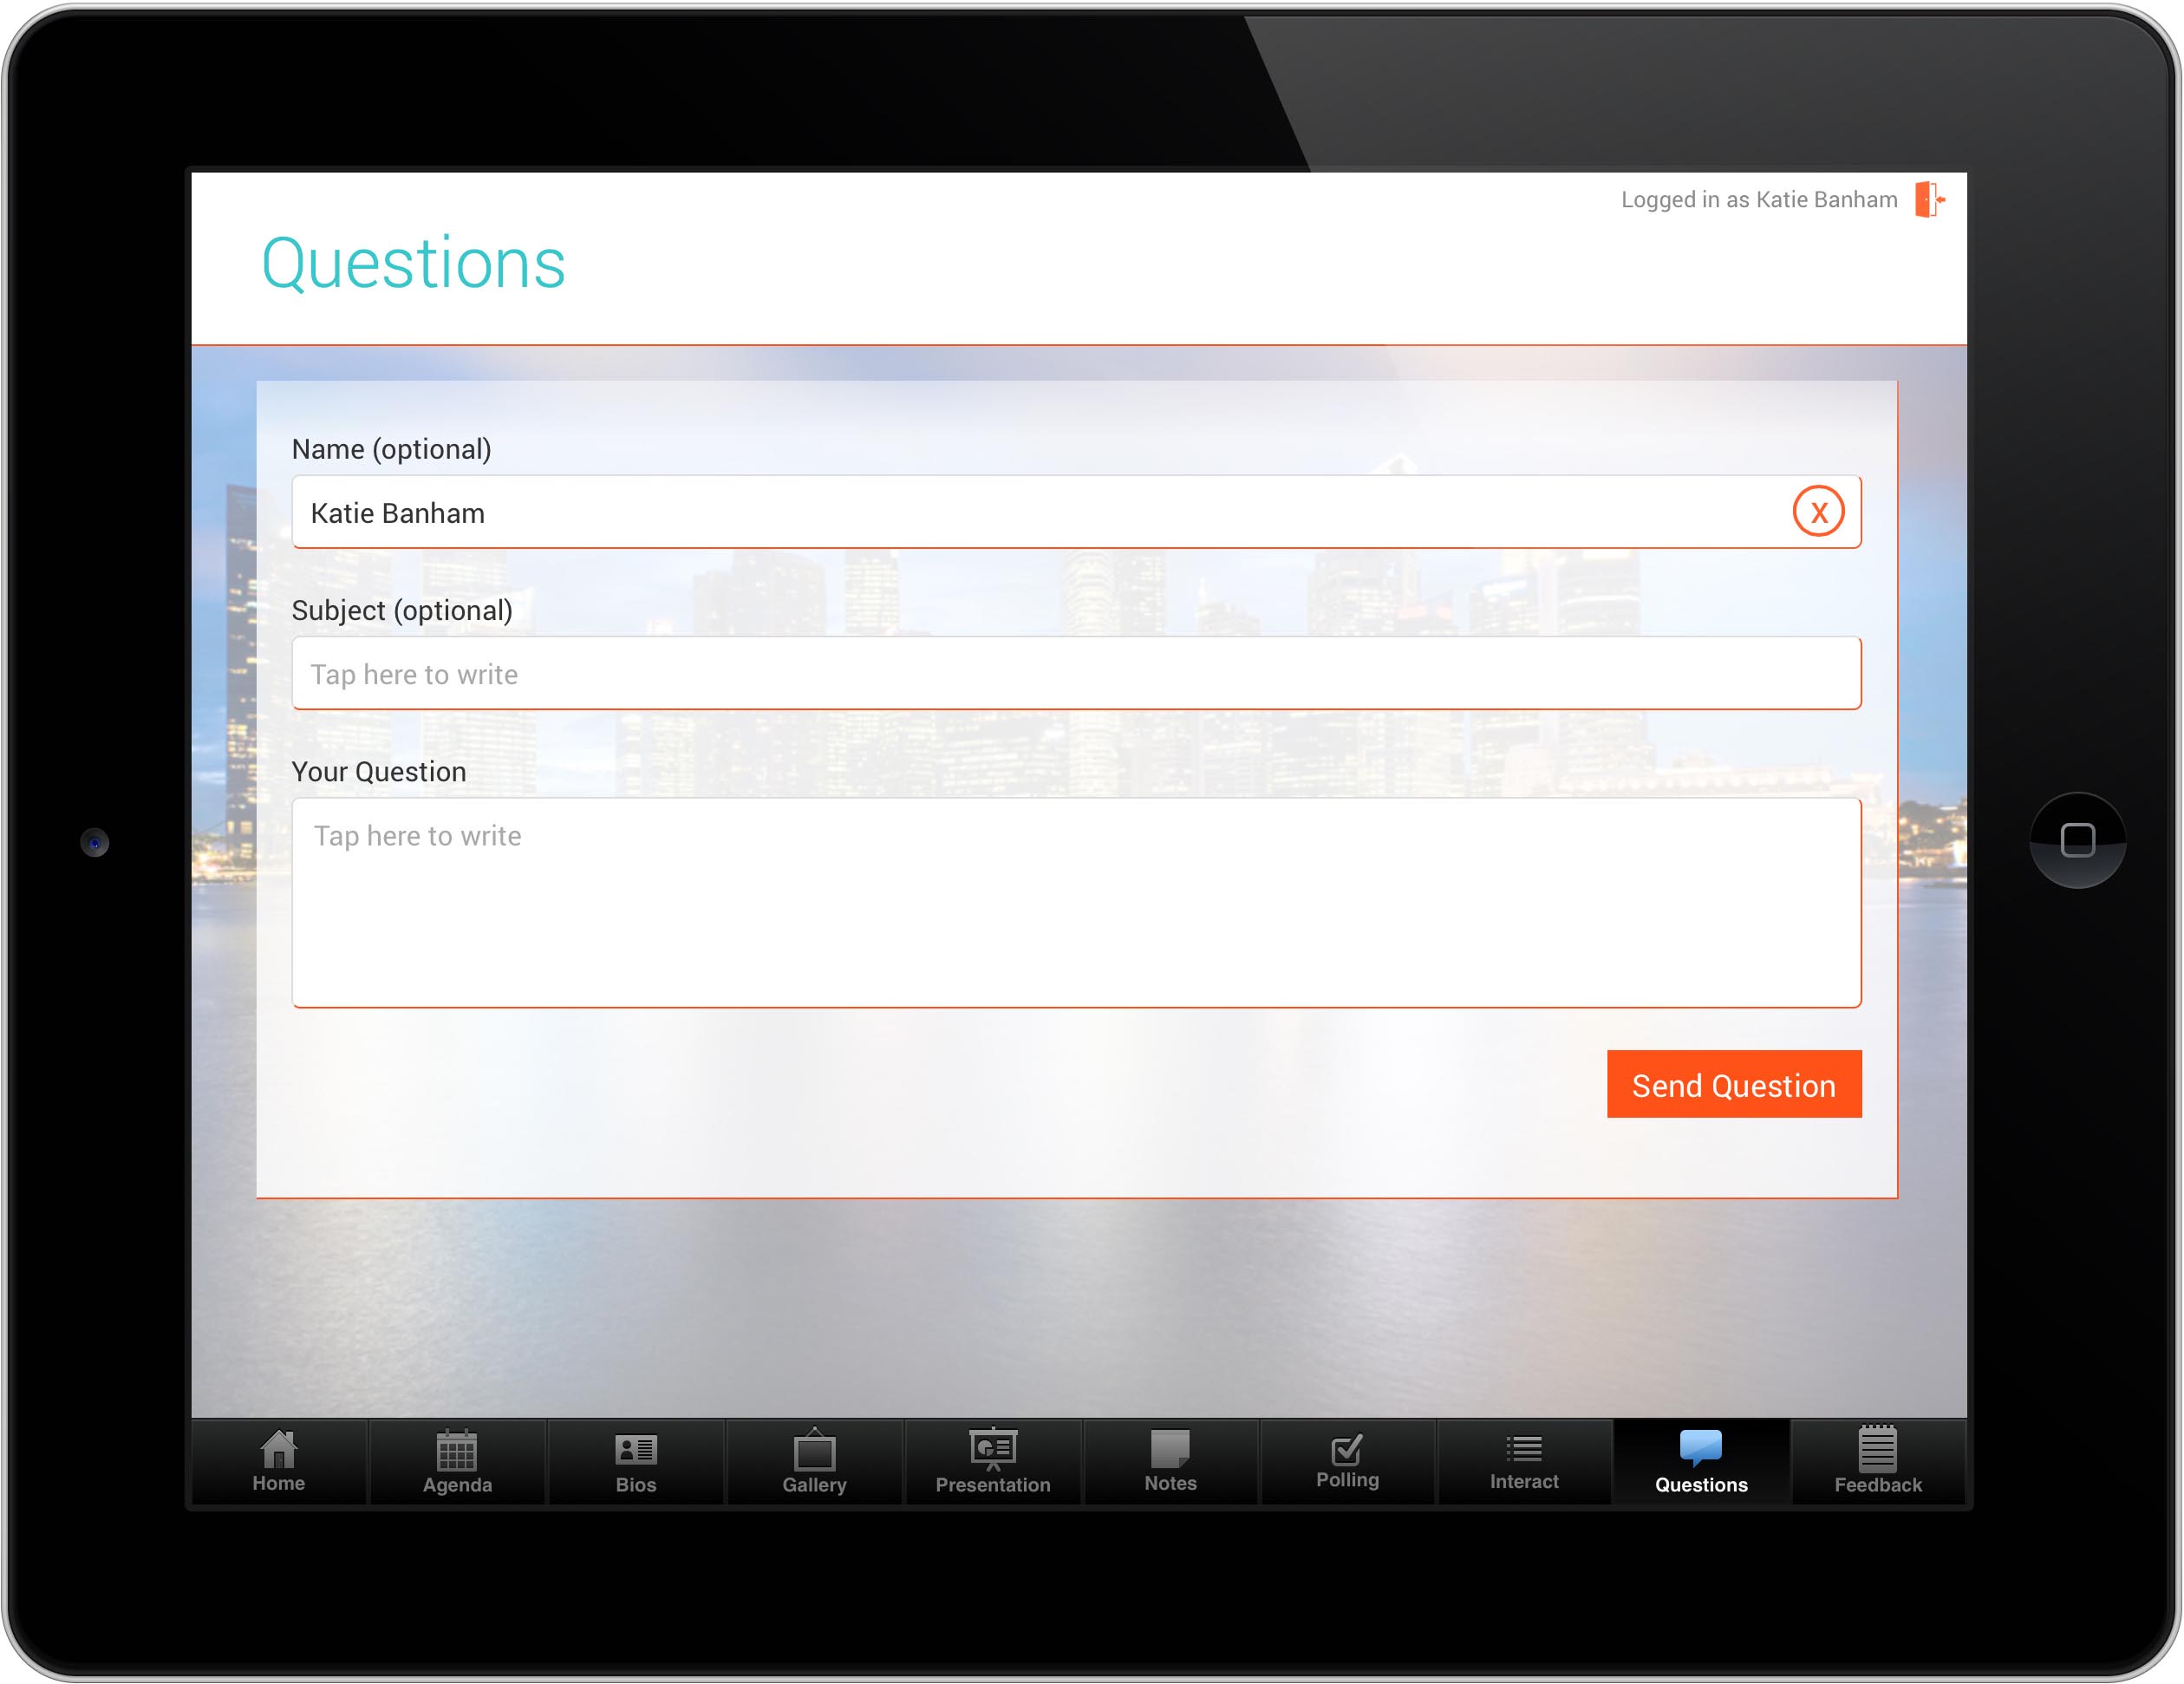 Logged in as Katie Banham
Questions
Name (optional)
Katie Banham
X
Subject (optional)
Tap here to write
Your Question
Tap here to write
Send Question
Home
Agenda
Bios
Gallery
Presentation
Notes
Polling
Interact
Questions
Feedback